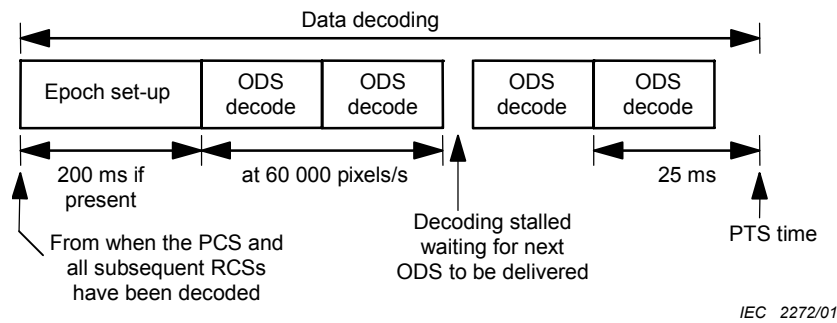 Data decoding
Epoch set-up
ODS
decode
ODS
decode
ODS
decode
ODS
decode
200 ms if
present
at 60 000 pixels/s
25 ms
From when the PCS and
all subsequent RCSs
have been decoded
Decoding stalled
waiting for next
ODS to be delivered
PTS time
IEC 2272/01